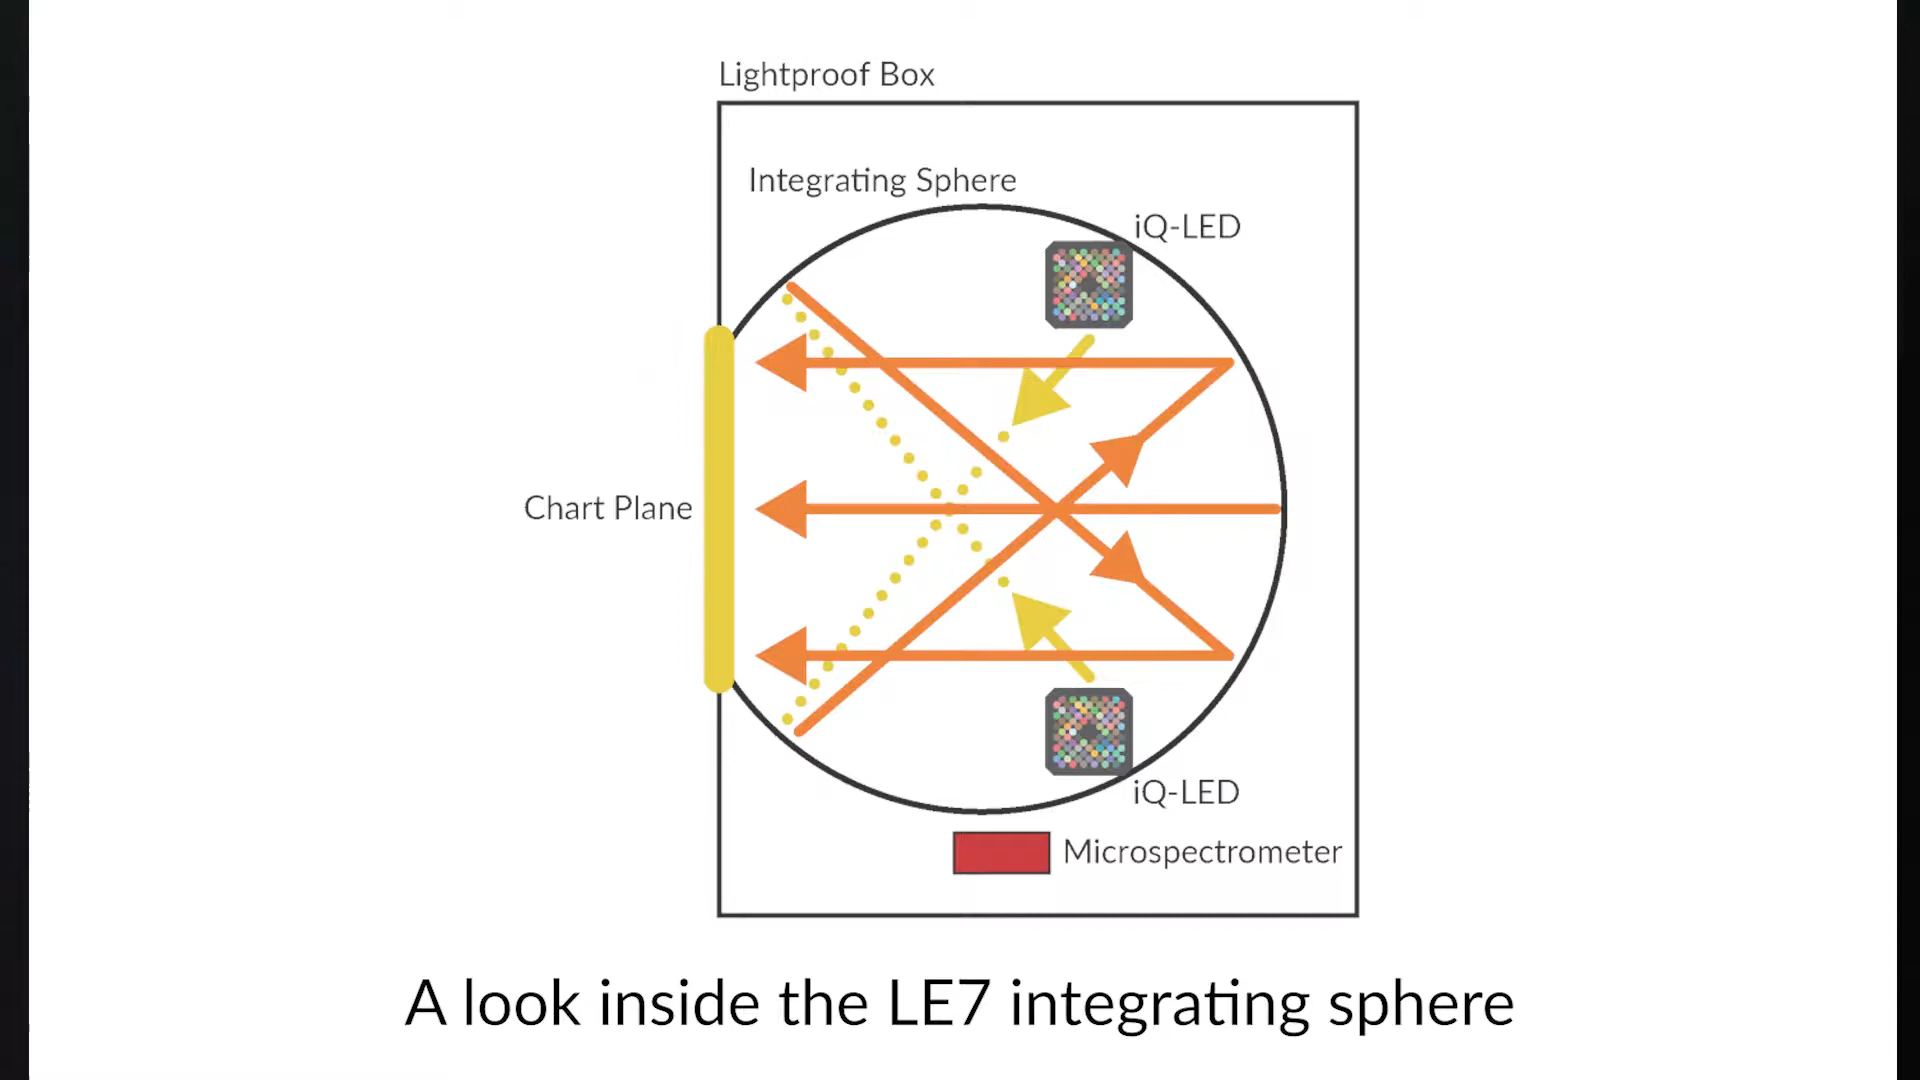 Lightproof Box
Integrating Sphere
iQ-LED
Chart Plane
iQ-LED
Microspectrometer
A look inside the LE7 integrating sphere